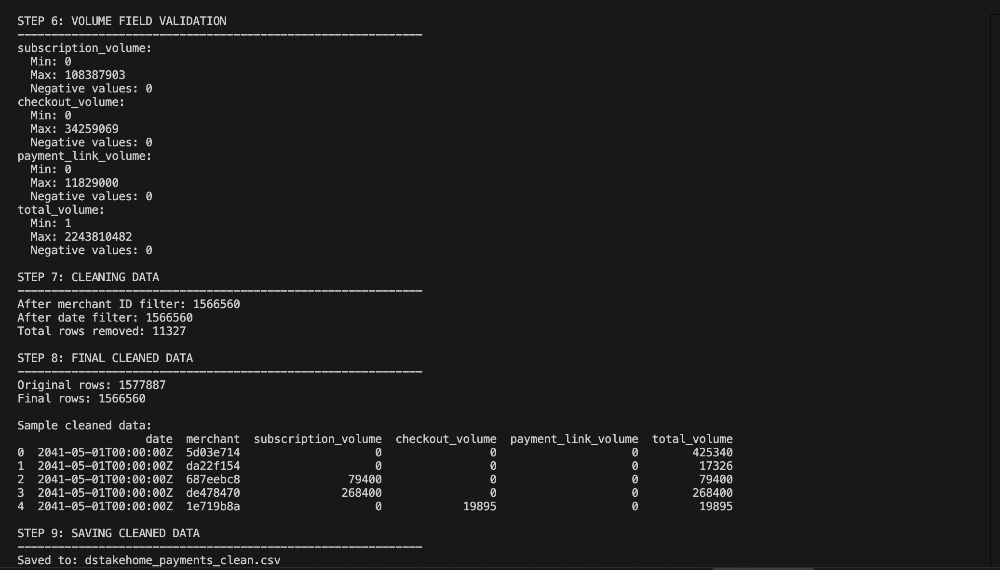 STEP 6: VOLUME FIELD VALIDATION
------------------------------------------------------------
subscription_volume:
  Min: 0
  Max: 108387903
  Negative values: 0
checkout_volume:
  Min: 0
  Max: 34259069
  Negative values: 0
payment_link_volume:
  Min: 0
  Max: 11829000
  Negative values: 0
total_volume:
  Min: 1
  Max: 2243810482
  Negative values: 0

STEP 7: CLEANING DATA
------------------------------------------------------------
After merchant ID filter: 1566560
After date filter: 1566560
Total rows removed: 11327

STEP 8: FINAL CLEANED DATA
------------------------------------------------------------
Original rows: 1577887
Final rows: 1566560

Sample cleaned data:
                   date  merchant  subscription_volume  checkout_volume  payment_link_volume  total_volume
0  2041-05-01T00:00:00Z  5d03e714                    0                0                    0        425340
1  2041-05-01T00:00:00Z  da22f154                    0                0                    0         17326
2  2041-05-01T00:00:00Z  687eebc8                79400                0                    0         79400
3  2041-05-01T00:00:00Z  de478470               268400                0                    0        268400
4  2041-05-01T00:00:00Z  1e719b8a                    0            19895                    0         19895

STEP 9: SAVING CLEANED DATA
------------------------------------------------------------
Saved to: dstakehome_payments_clean.csv